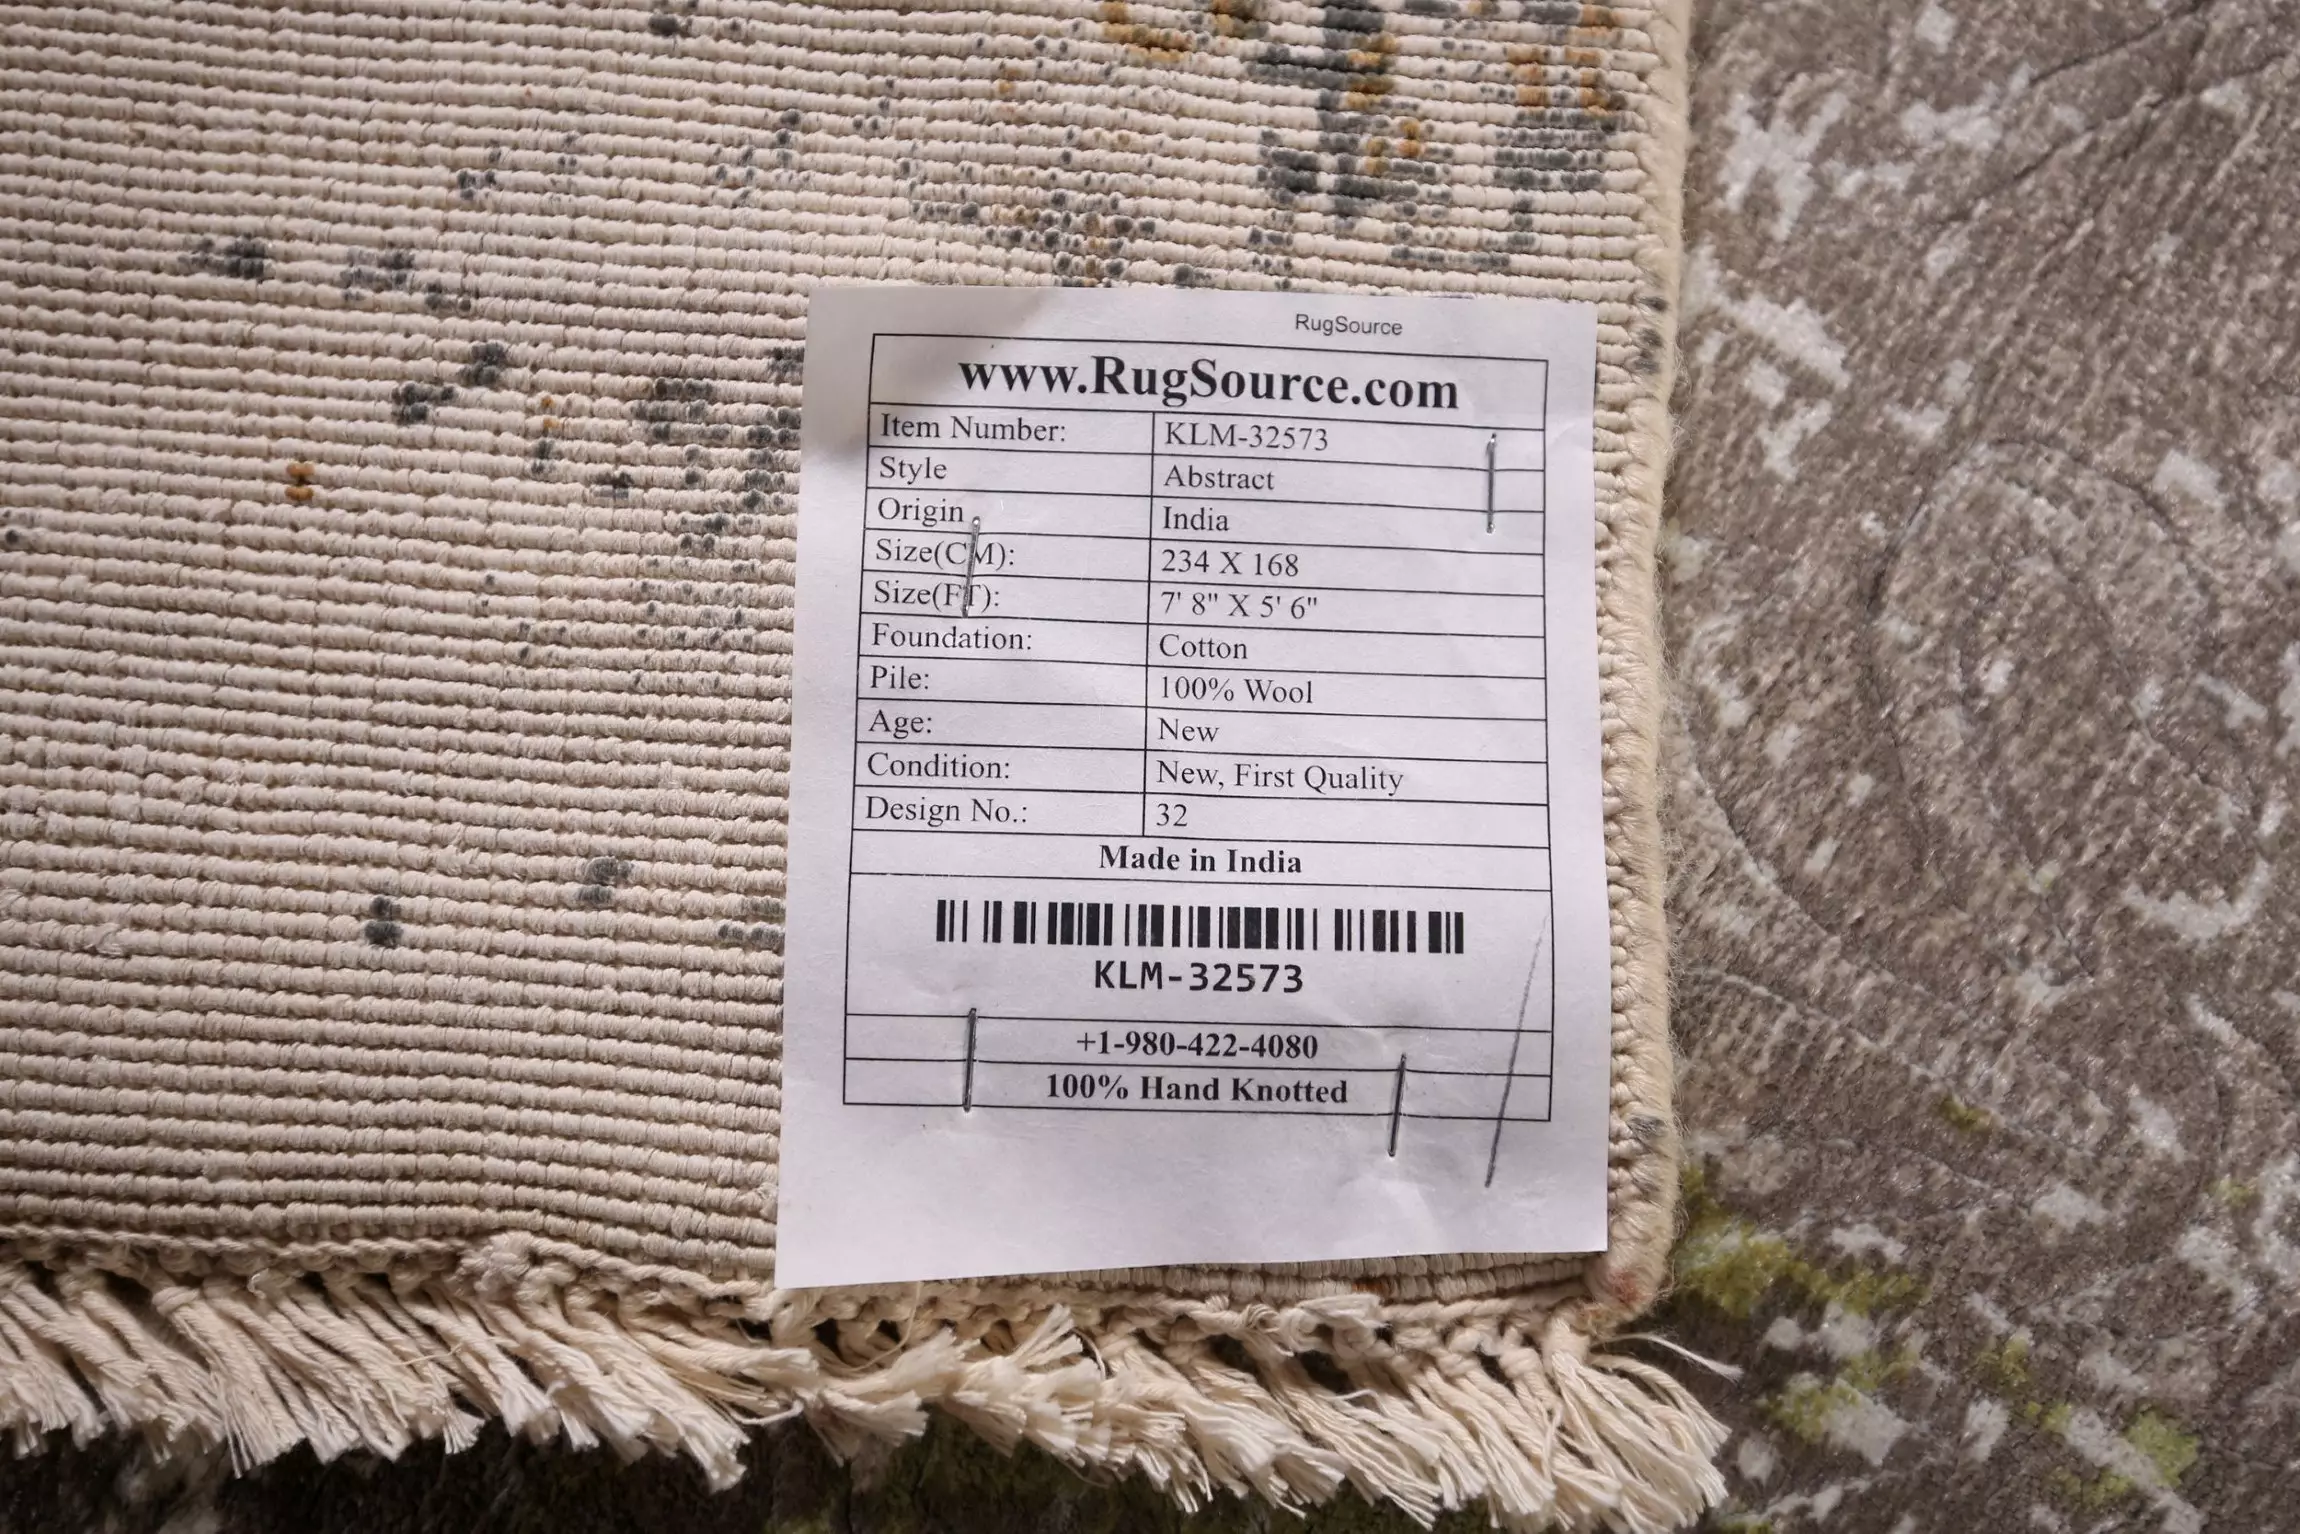 RugSource
www.RugSource.com
Item Number: KLM-32573
Style Abstract
Origin India
Size(CM): 234 X 168
Size(FT): 7' 8" X 5' 6"
Foundation: Cotton
Pile: 100% Wool
Age: New
Condition: New, First Quality
Design No.: 32
Made in India
KLM-32573
+1-980-422-4080
100% Hand Knotted